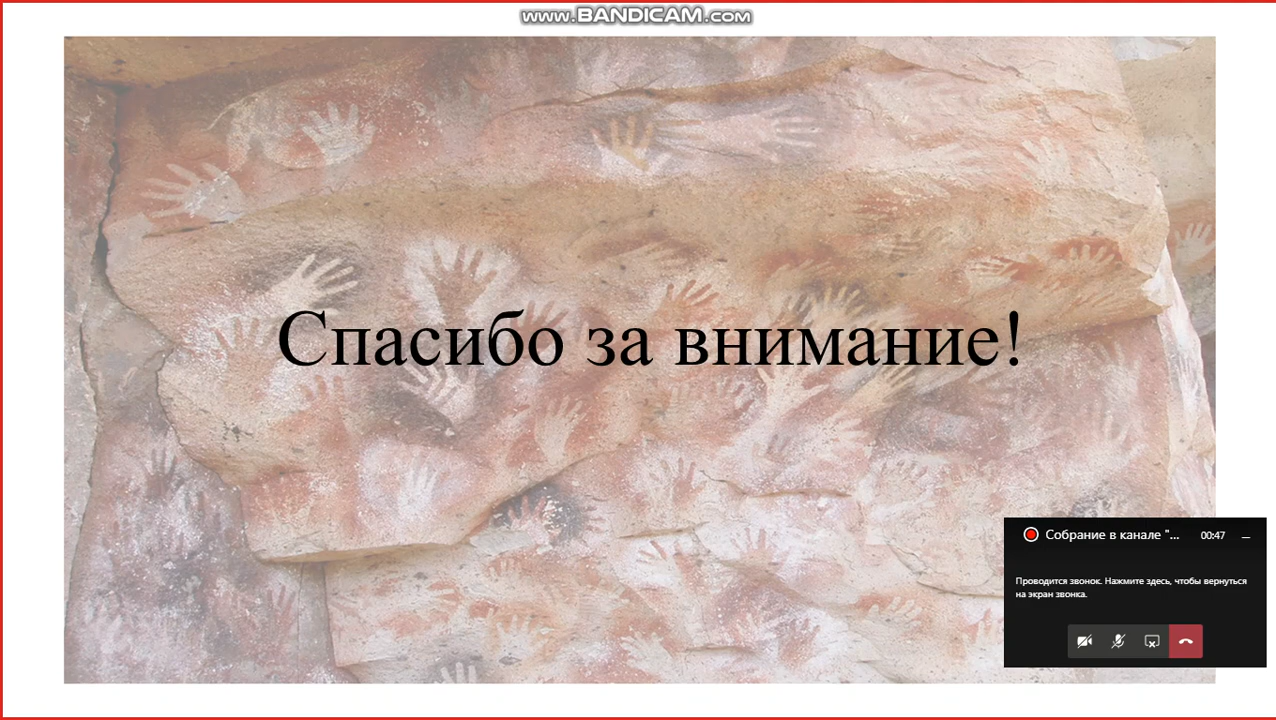 www.BANDICAM.com
Спасибо за внимание!
Собрание в канале "... 00:47
Проводится звонок. Нажмите здесь, чтобы вернуться
на экран звонка.